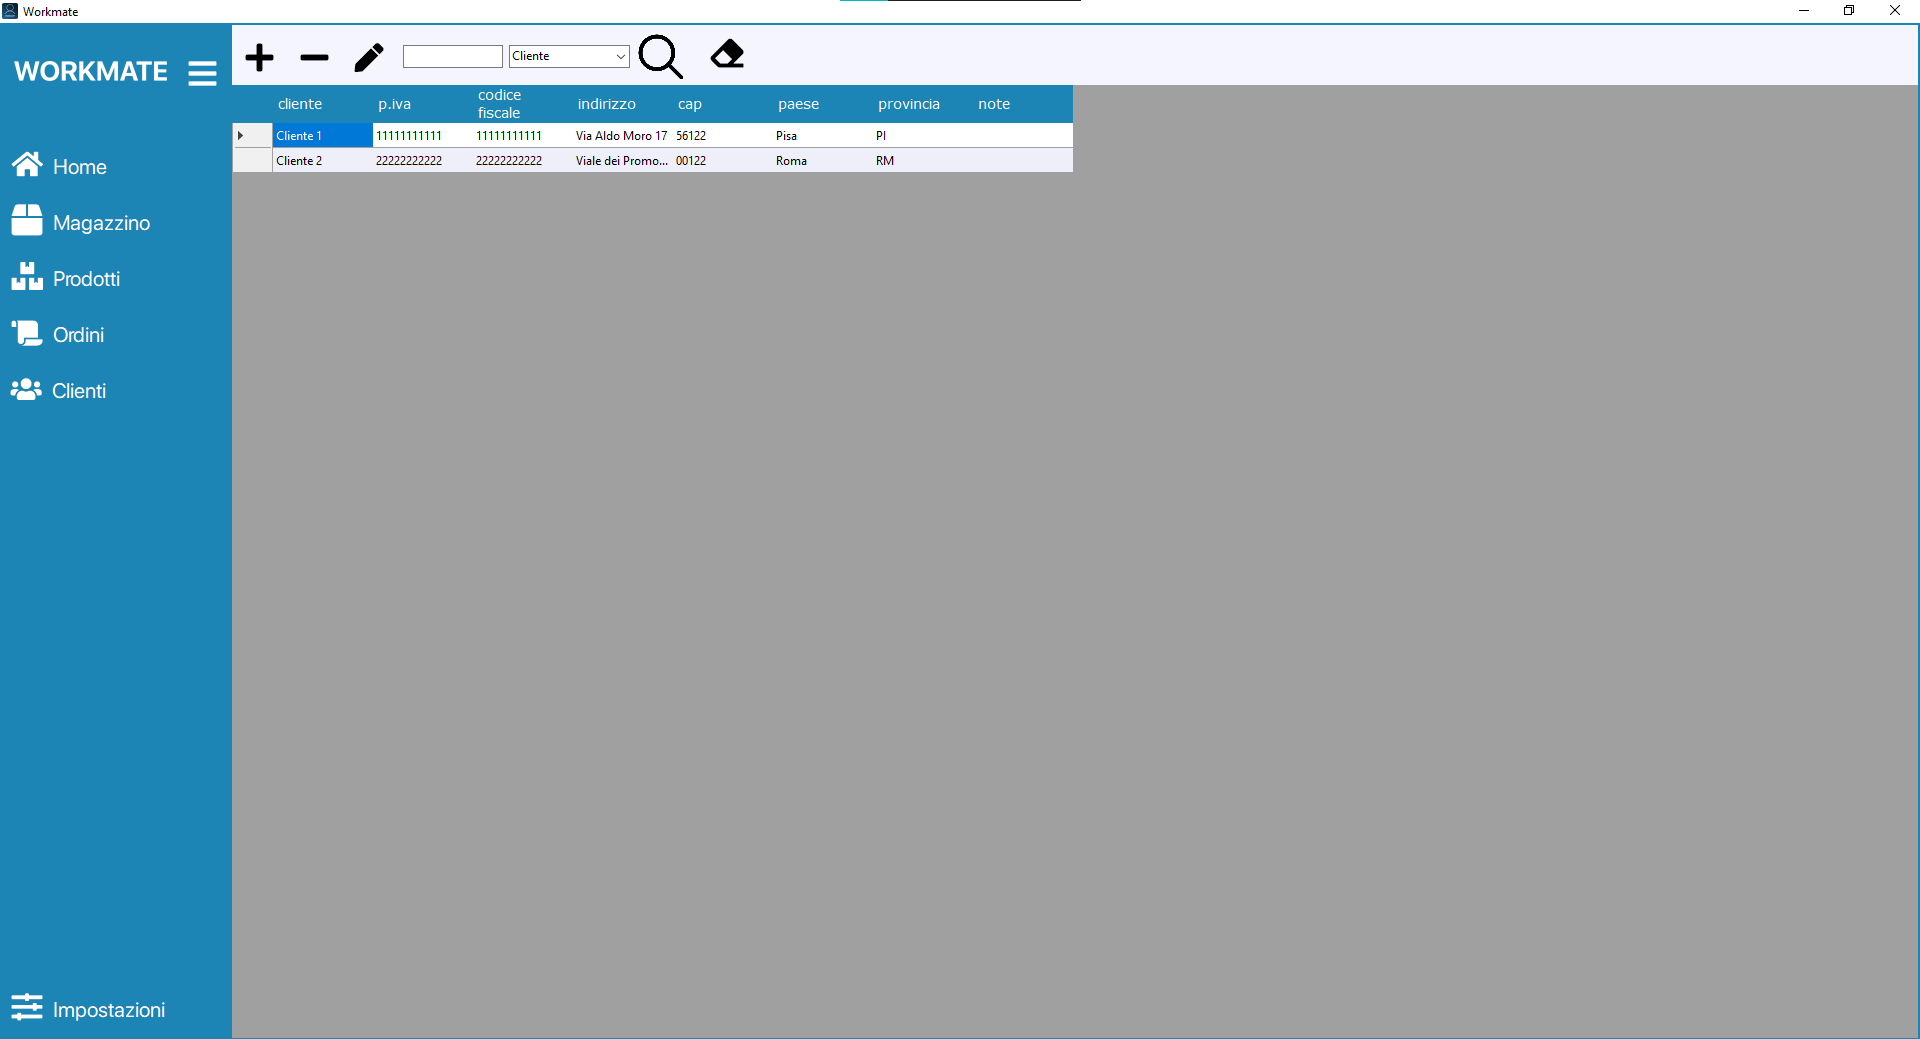 Workmate
WORKMATE
Cliente
Home
Magazzino
Prodotti
Ordini
Clienti
Impostazioni
cliente p.iva codice fiscale indirizzo cap paese provincia note
Cliente 1 11111111111 11111111111 Via Aldo Moro 17 56122 Pisa PI
Cliente 2 22222222222 22222222222 Viale dei Promo... 00122 Roma RM